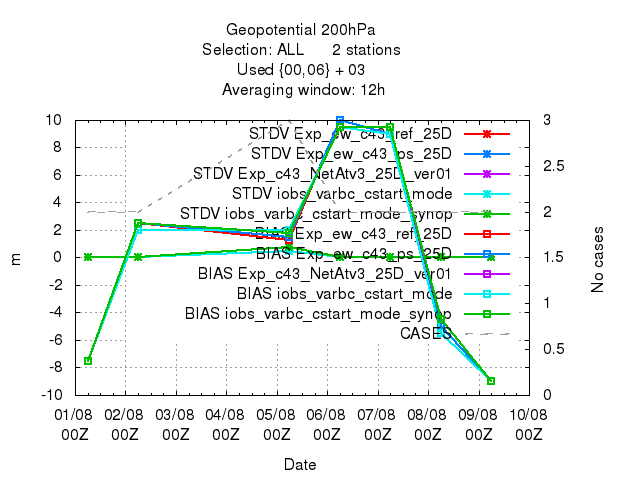 Geopotential 200hPa
Selection: ALL 2 stations
Used {00,06} + 03
Averaging window: 12h
10
8
6
4
2
0
-2
-4
-6
-8
-10
m
3
2.5
2
1.5
1
0.5
0
No cases
STDV Exp_ew_c43_ref_25D
STDV Exp_ew_c43_ps_25D
STDV Exp_c43_NetAtv3_25D_ver01
STDV iobs_varbc_cstart_mode
STDV iobs_varbc_cstart_mode_synop
BIAS Exp_ew_c43_ref_25D
BIAS Exp_ew_c43_ps_25D
BIAS Exp_c43_NetAtv3_25D_ver01
BIAS iobs_varbc_cstart_mode
BIAS iobs_varbc_cstart_mode_synop
CASES
01/08 02/08 03/08 04/08 05/08 06/08 07/08 08/08 09/08 10/08
00Z 00Z 00Z 00Z 00Z 00Z 00Z 00Z 00Z 00Z
Date